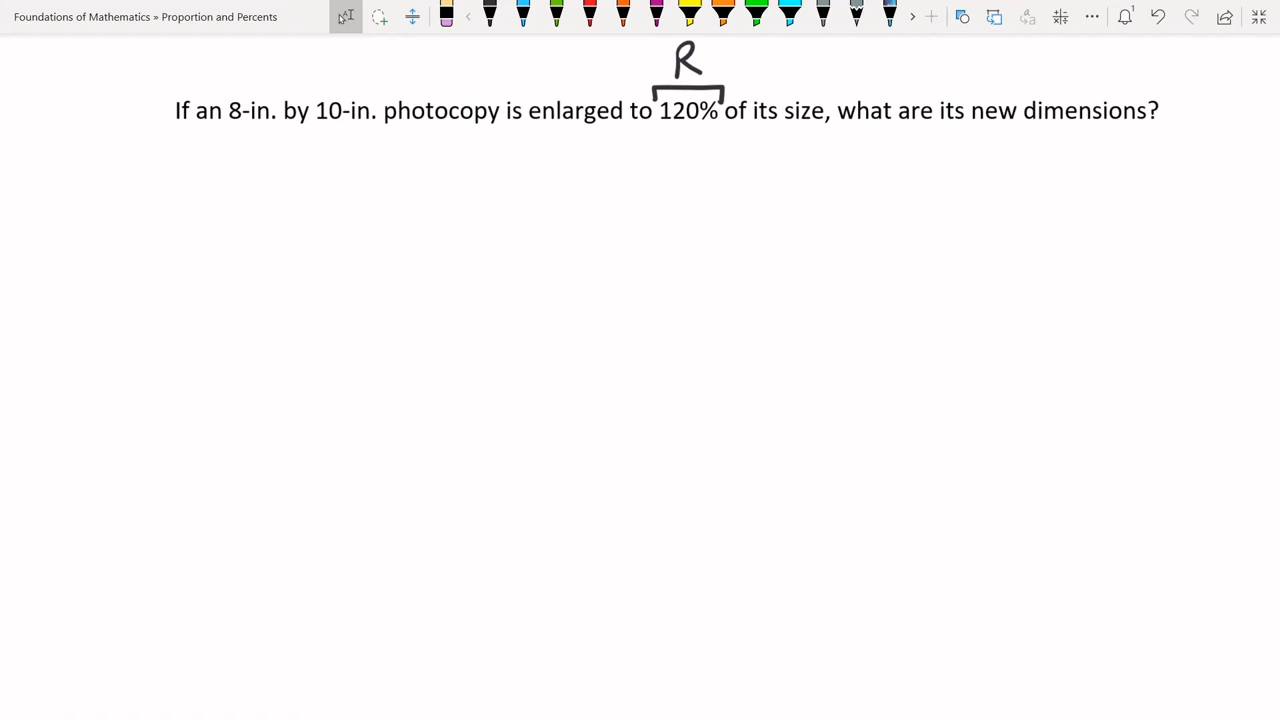 Foundations of Mathematics » Proportion and Percents
R
If an 8-in. by 10-in. photocopy is enlarged to 120% of its size, what are its new dimensions?